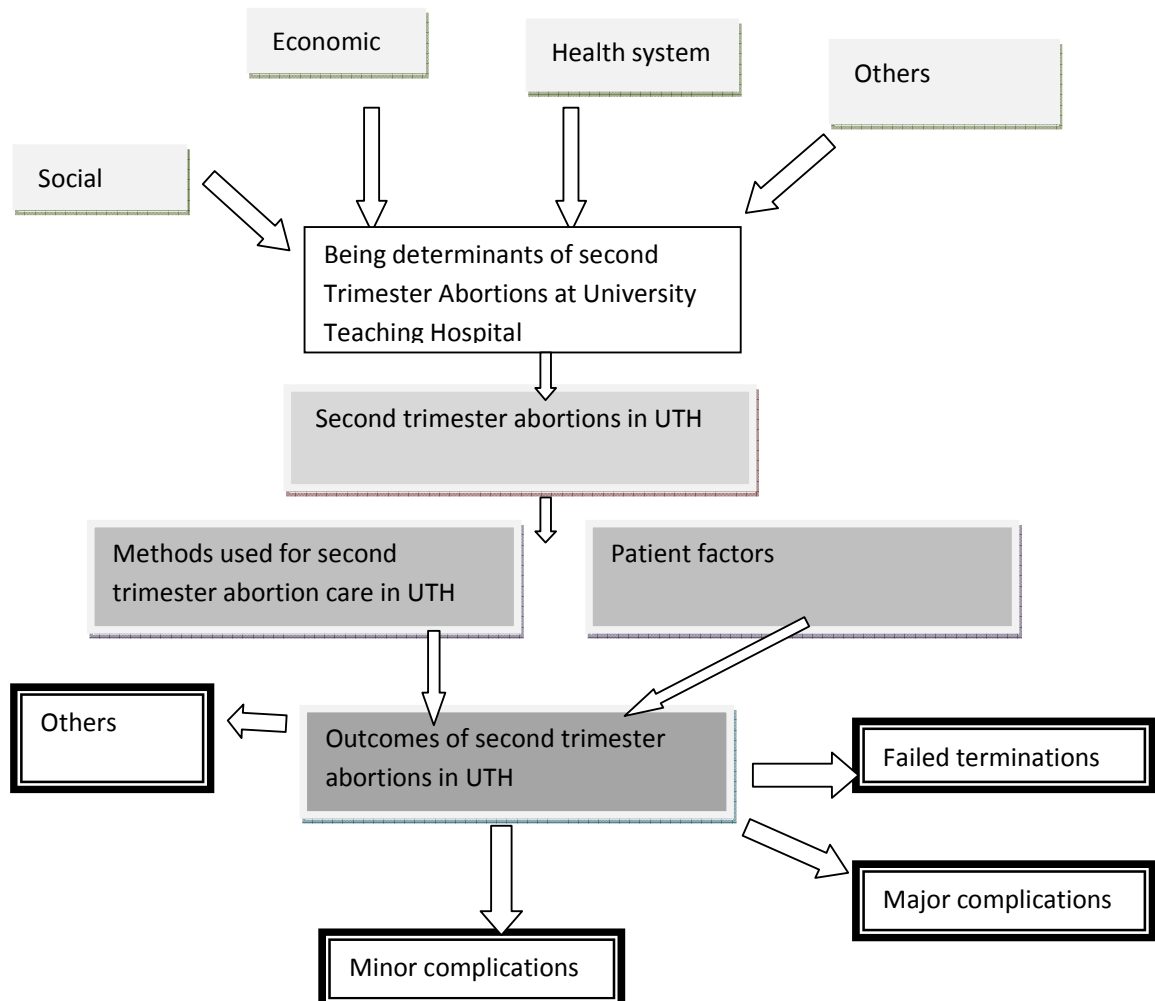 Economic
Health system
Others
Social
Being determinants of second
Trimester Abortions at University
Teaching Hospital
Second trimester abortions in UTH
Methods used for second
trimester abortion care in UTH
Patient factors
Others
Outcomes of second trimester
abortions in UTH
Failed terminations
Major complications
Minor complications